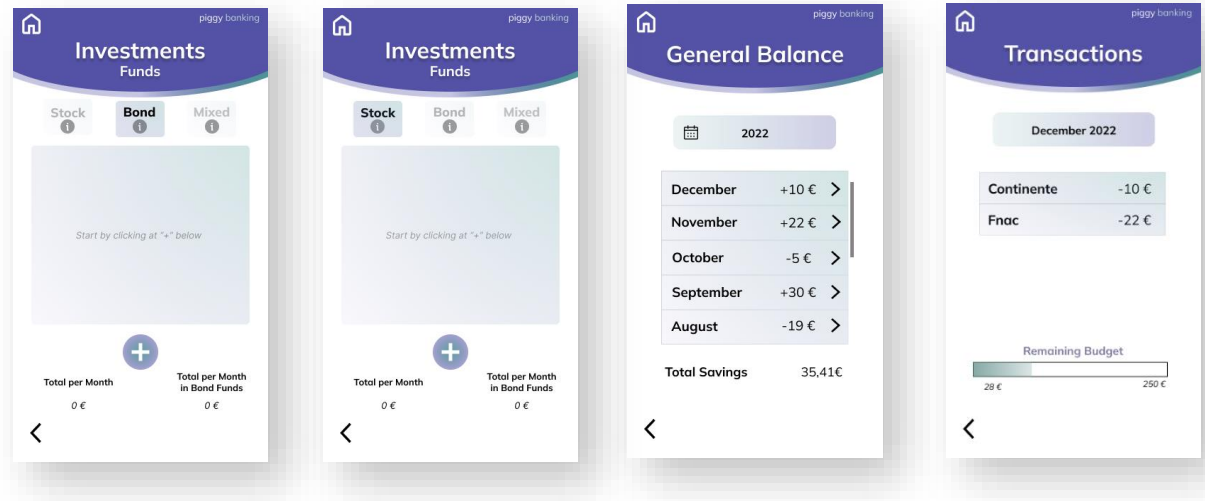 piggy banking
Investments
Funds
Stock Bond Mixed
Start by clicking at "+" below
Total per Month
Total per Month
in Bond Funds
0 € 0 €
piggy banking
Investments
Funds
Stock Bond Mixed
Start by clicking at "+" below
Total per Month
Total per Month
in Bond Funds
0 € 0 €
piggy banking
General Balance
2022
December +10 €
November +22 €
October -5 €
September +30 €
August -19 €
Total Savings 35,41€
piggy banking
Transactions
December 2022
Continente -10 €
Fnac -22 €
Remaining Budget
28 € 250 €